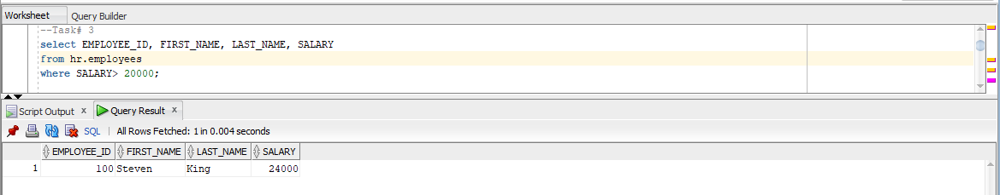 Worksheet Query Builder
--Task# 3
select EMPLOYEE_ID, FIRST_NAME, LAST_NAME, SALARY
from hr.employees
where SALARY> 20000;
Script Output x Query Result x
SQL | All Rows Fetched: 1 in 0.004 seconds
EMPLOYEE_ID FIRST_NAME LAST_NAME SALARY
1 100 Steven King 24000